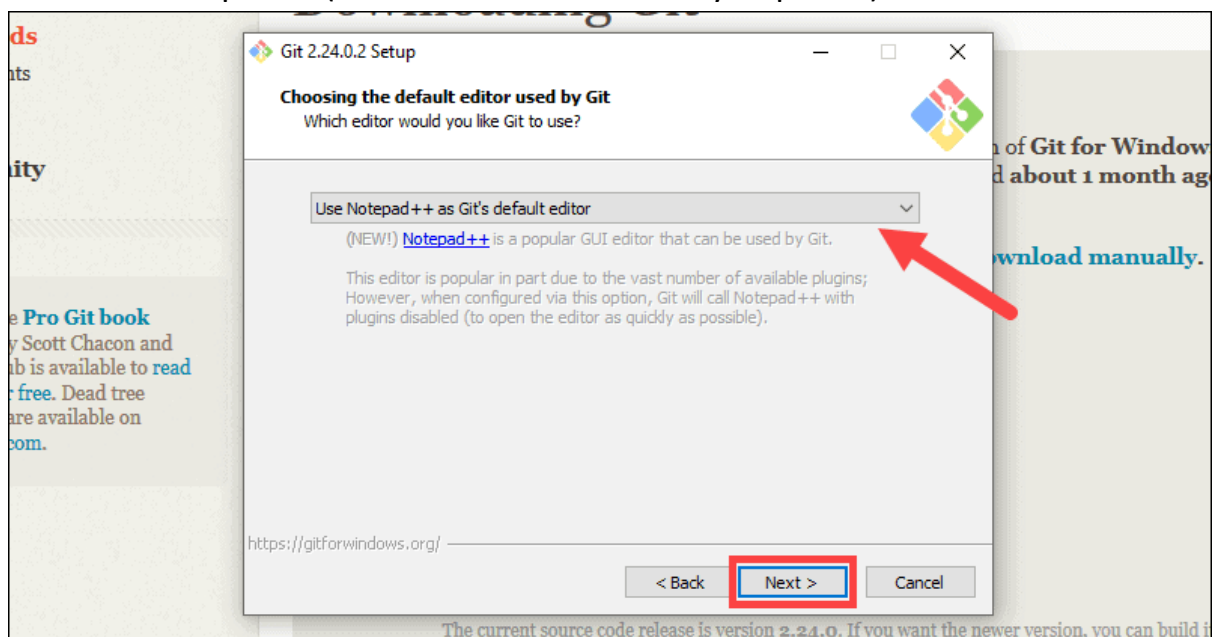 ds
nts
ity
e Pro Git book
y Scott Chacon and
ub is available to read
r free. Dead tree
are available on
com.
Git 2.24.0.2 Setup
Choosing the default editor used by Git
Which editor would you like Git to use?
Use Notepad++ as Git's default editor
(NEW!) Notepad++ is a popular GUI editor that can be used by Git.
This editor is popular in part due to the vast number of available plugins;
However, when configured via this option, Git will call Notepad++ with
plugins disabled (to open the editor as quickly as possible).
https://gitforwindows.org/
< Back
Next >
Cancel
n of Git for Window
d about 1 month ag
ownload manually.
The current source code release is version 2.24.0. If you want the newer version, you can build i